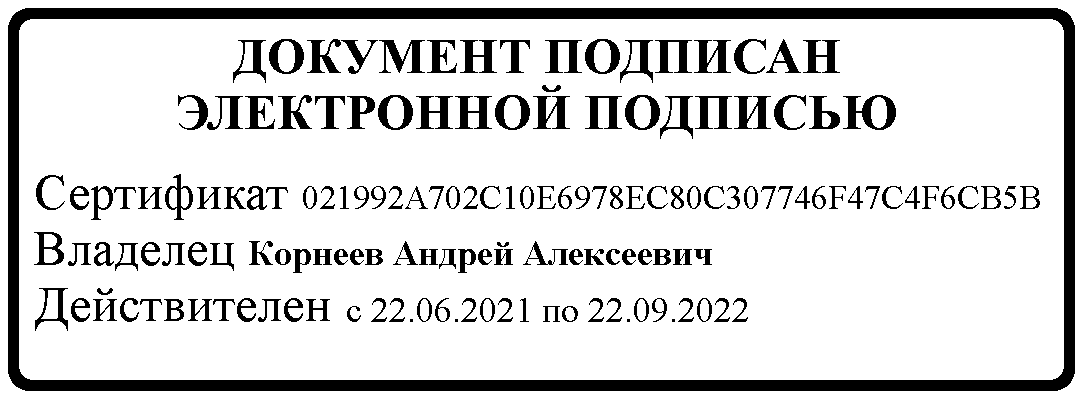 ДОКУМЕНТ ПОДПИСАН
ЭЛЕКТРОННОЙ ПОДПИСЬЮ
Сертификат 021992A702C10E6978EC80C307746F47C4F6CB5B
Владелец Корнеев Андрей Алексеевич
Действителен с 22.06.2021 по 22.09.2022